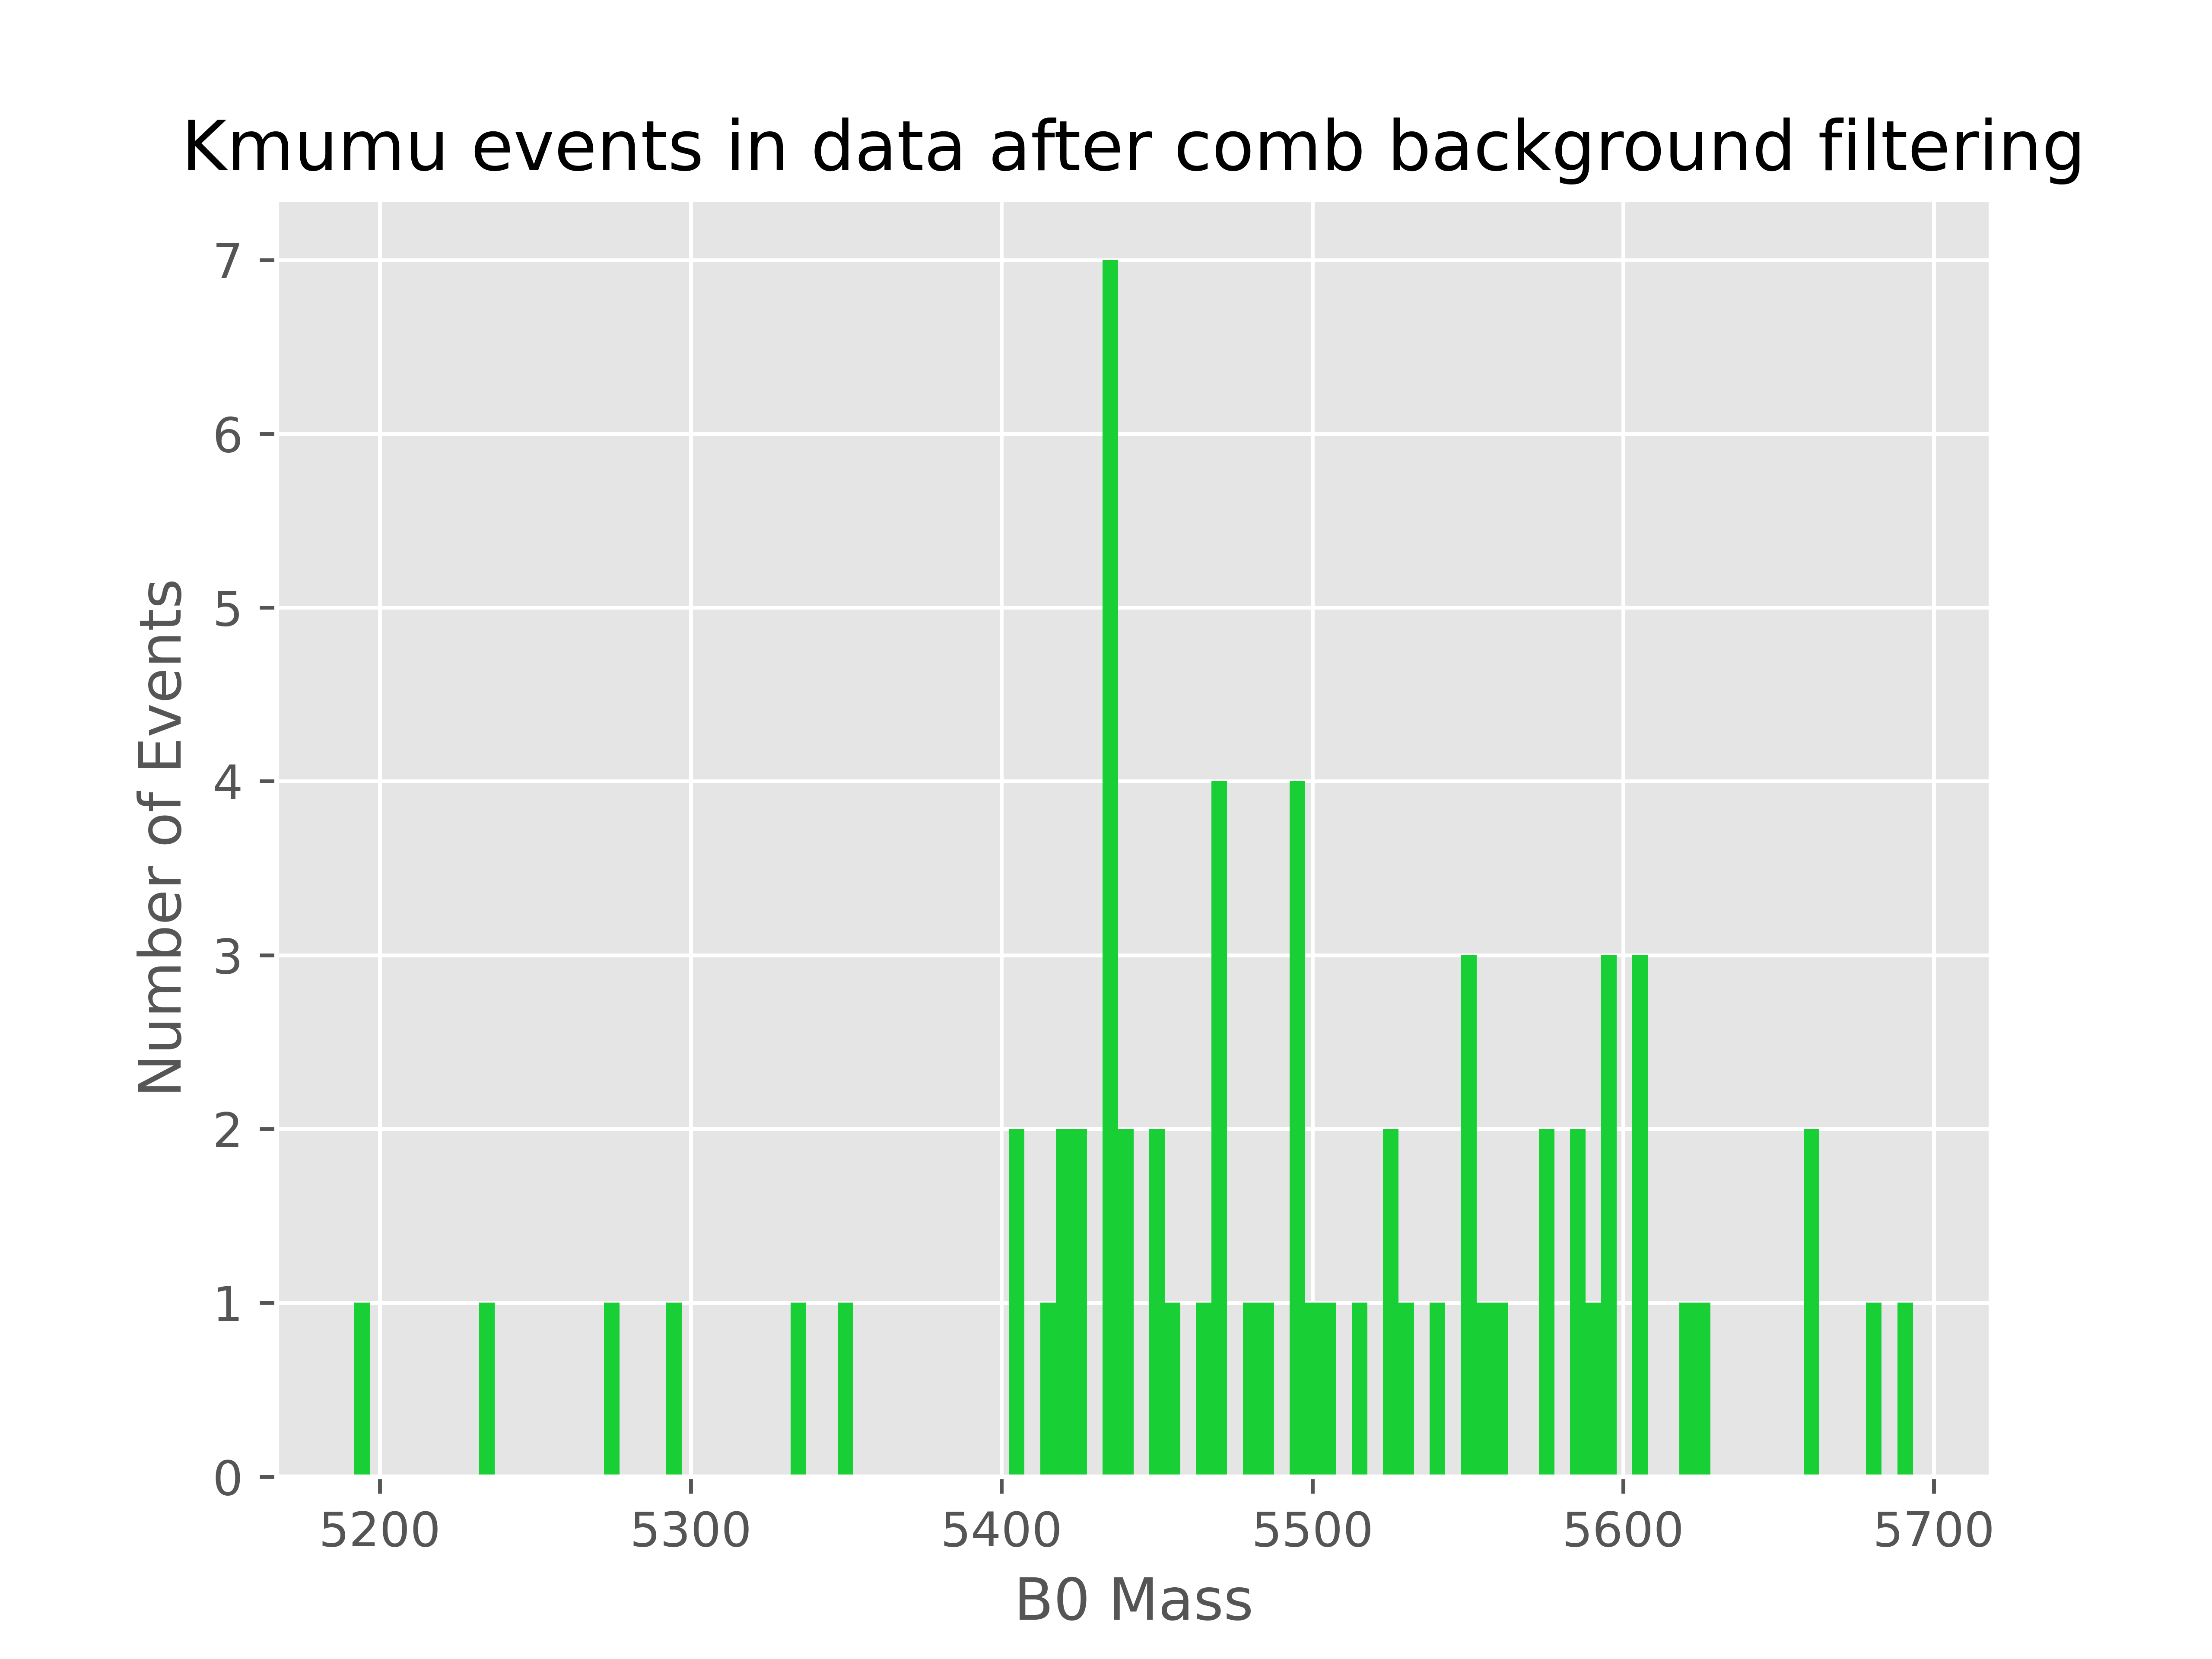 Kmumu events in data after comb background filtering
Number of Events
7
6
5
4
3
2
1
0
5200 5300 5400 5500 5600 5700
B0 Mass